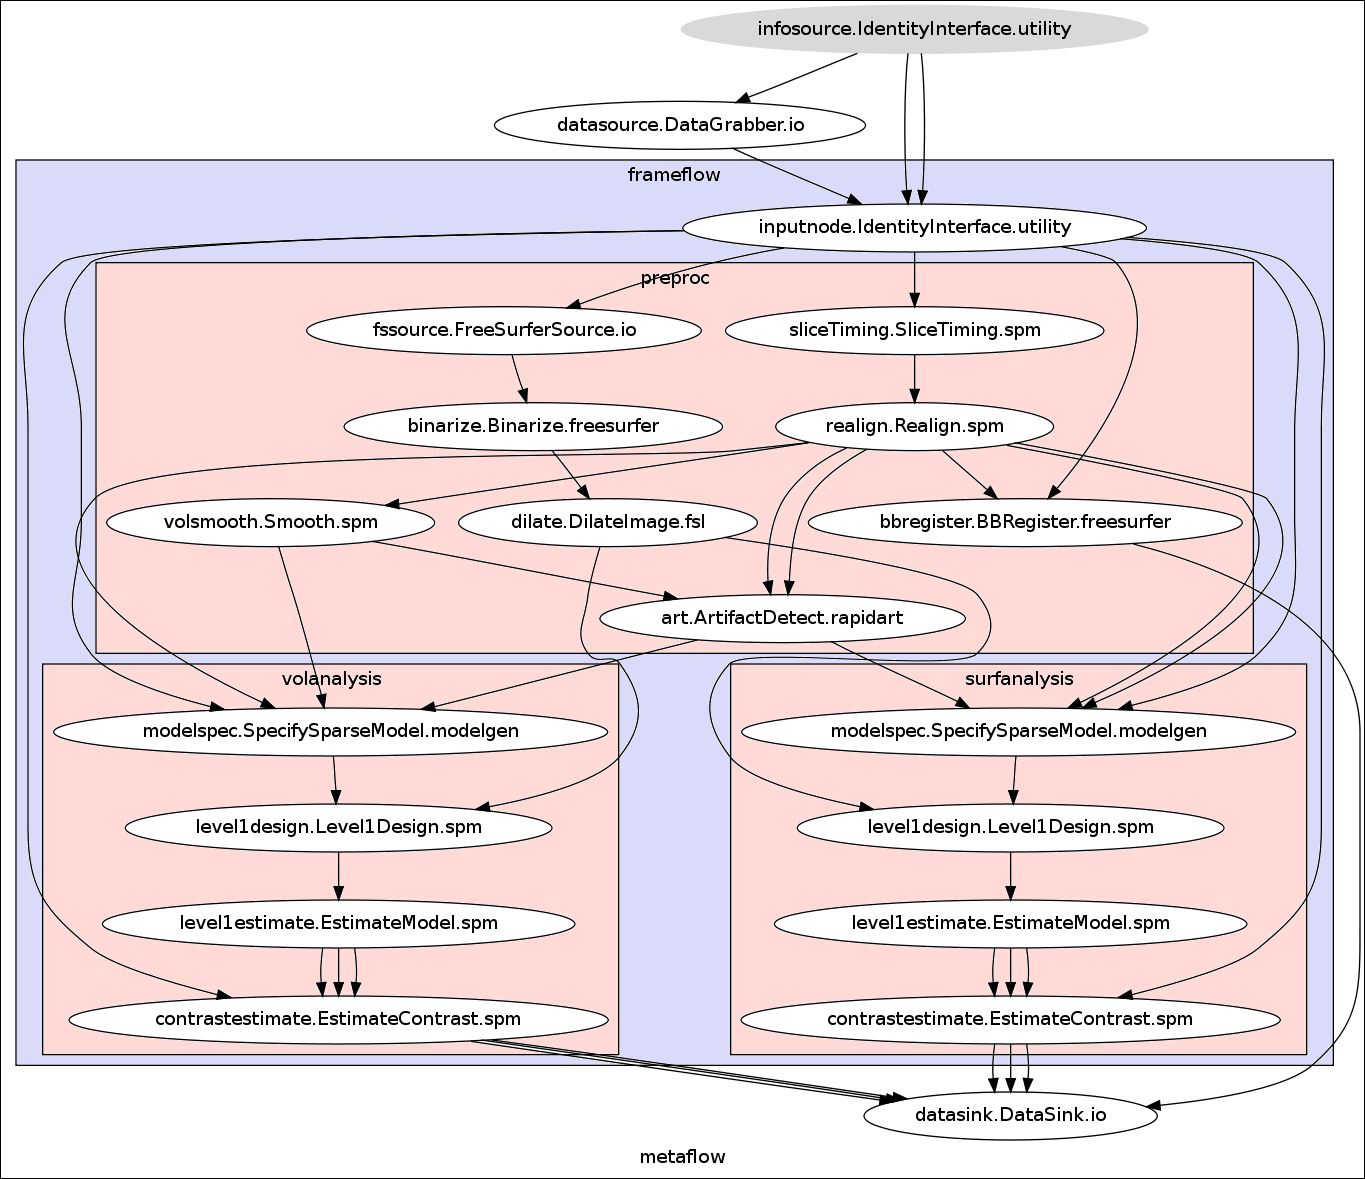 infosource.IdentityInterface.utility
datasource.DataGrabber.io
frameflow
inputnode.IdentityInterface.utility
preproc
fssource.FreeSurferSource.io
sliceTiming.SliceTiming.spm
binarize.Binarize.freesurfer
realign.Realign.spm
volsmooth.Smooth.spm
dilate.DilateImage.fsl
bbregister.BBRegister.freesurfer
art.ArtifactDetect.rapidart
volanalysis
surfanalysis
modelspec.SpecifySparseModel.modelgen
modelspec.SpecifySparseModel.modelgen
level1design.Level1Design.spm
level1design.Level1Design.spm
level1estimate.EstimateModel.spm
level1estimate.EstimateModel.spm
contrastestimate.EstimateContrast.spm
contrastestimate.EstimateContrast.spm
datasink.DataSink.io
metaflow